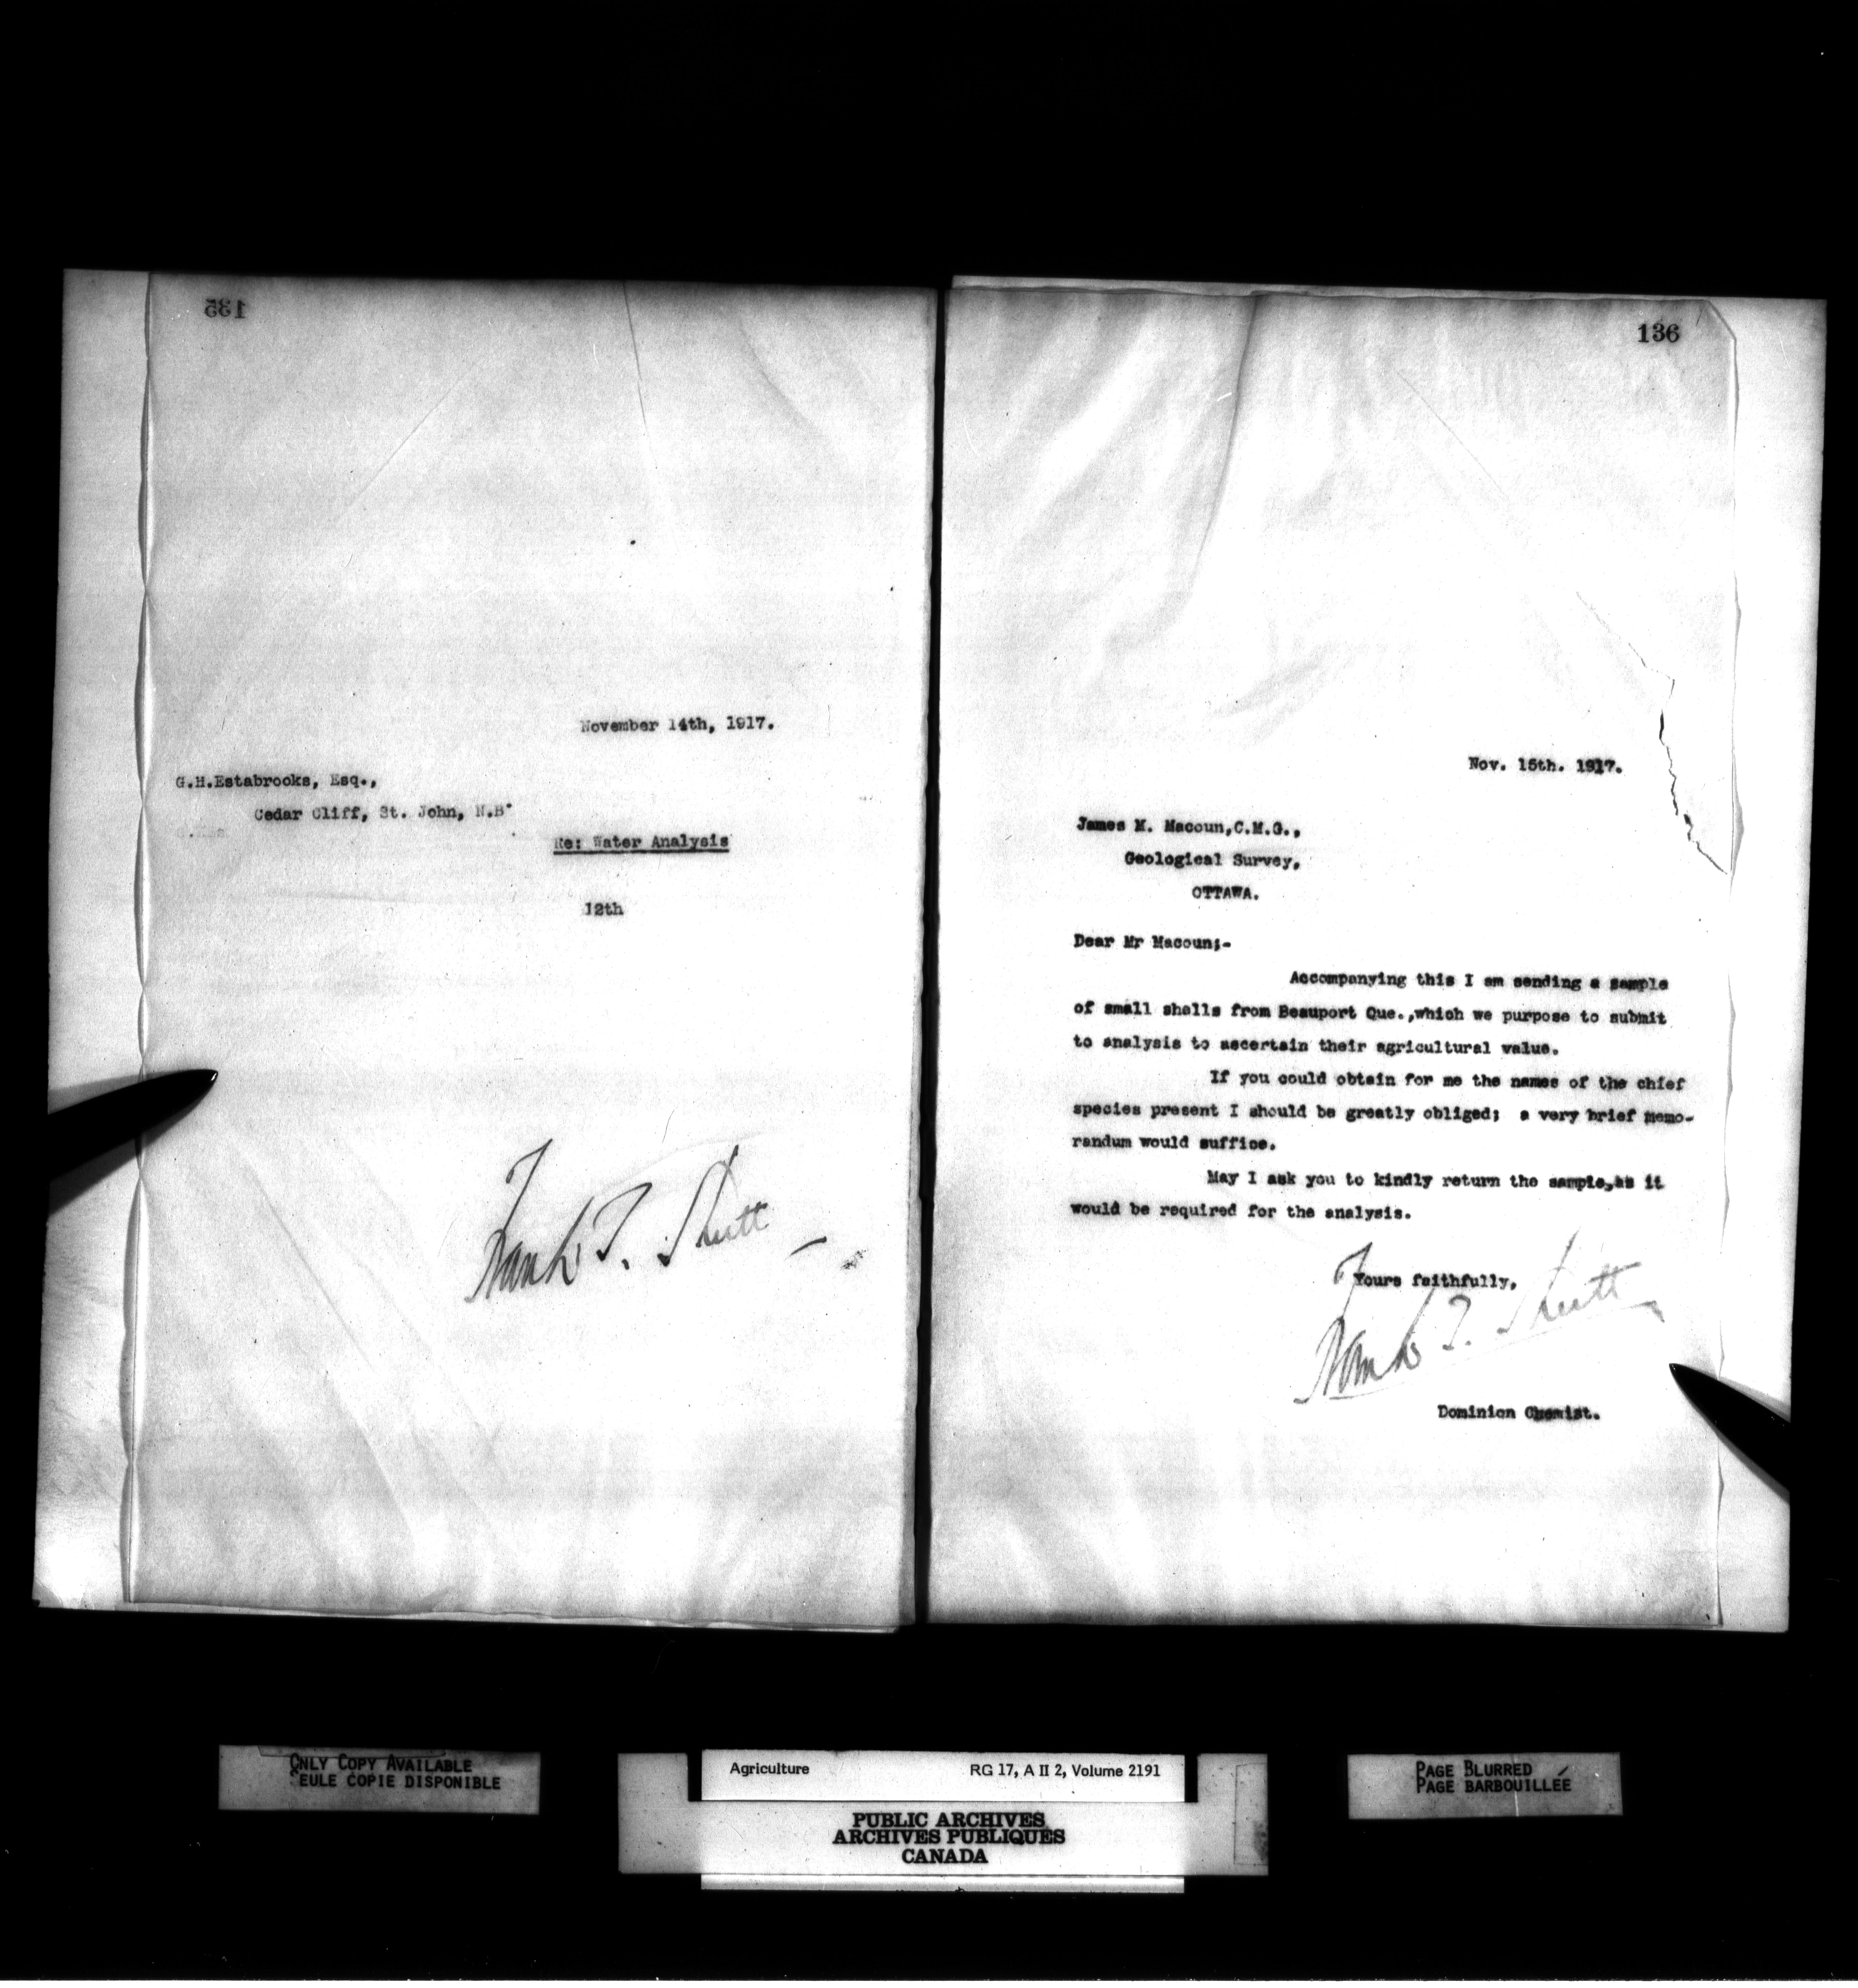 135
November 14th, 1917.
G.H.Estabrooks, Esq.,
Cedar Cliff, St. John, N.B.
Re: Water Analysis
12th
Frank T. Shutt
136
Nov. 15th. 1917.
James M. Macoun,C.M.G.,
Geological Survey,
OTTAWA.
Dear Mr Macoun;-
Accompanying this I am sending a sample
of small shells from Beauport Que.,which we purpose to submit
to analysis to ascertain their agricultural value.
If you could obtain for me the names of the chief
species present I should be greatly obliged; a very brief memo-
randum would suffice.
May I ask you to kindly return the sample,as it
would be required for the analysis.
Yours faithfully,
Frank T. Shutt
Dominion Chemist.
ONLY COPY AVAILABLE
SEULE COPIE DISPONIBLE
Agriculture RG 17, A II 2, Volume 2191
PUBLIC ARCHIVES
ARCHIVES PUBLIQUES
CANADA
PAGE BLURRED
PAGE BARBOUILLÉE